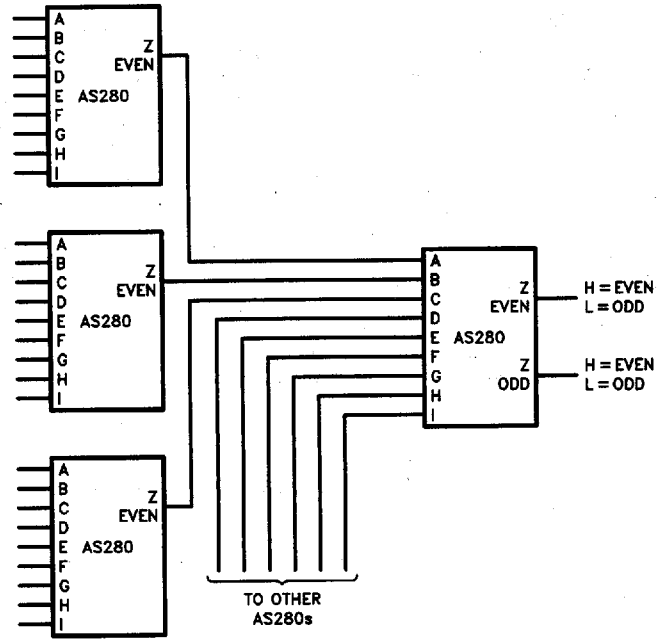 A
B
C
D
E
F
G
H
I
Z
EVEN
AS280
A
B
C
D
E
F
G
H
I
Z
EVEN
AS280
A
B
C
D
E
F
G
H
I
Z
EVEN
AS280
A
B
C
D
E
F
G
H
I
Z
EVEN
AS280
Z
ODD
H = EVEN
L = ODD
H = EVEN
L = ODD
TO OTHER
AS280s